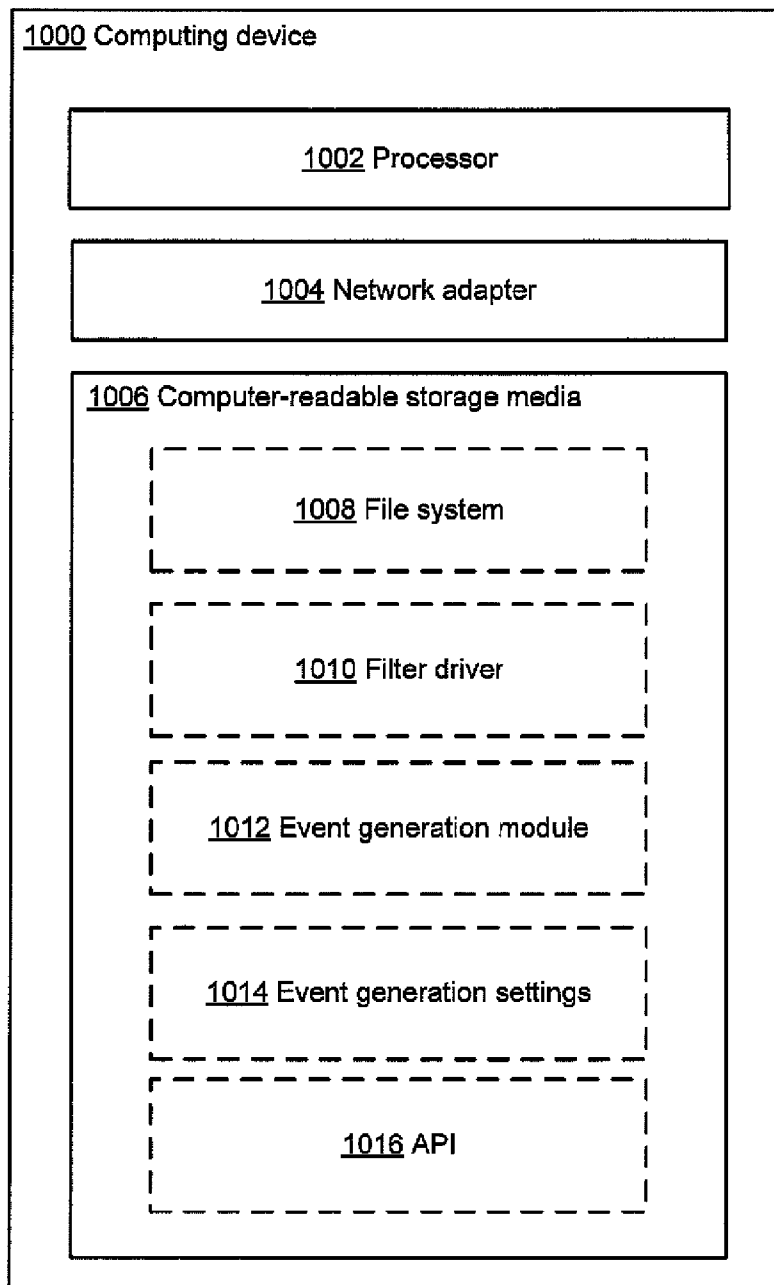 1000 Computing device
1002 Processor
1004 Network adapter
1006 Computer-readable storage media
1008 File system
1010 Filter driver
1012 Event generation module
1014 Event generation settings
1016 API